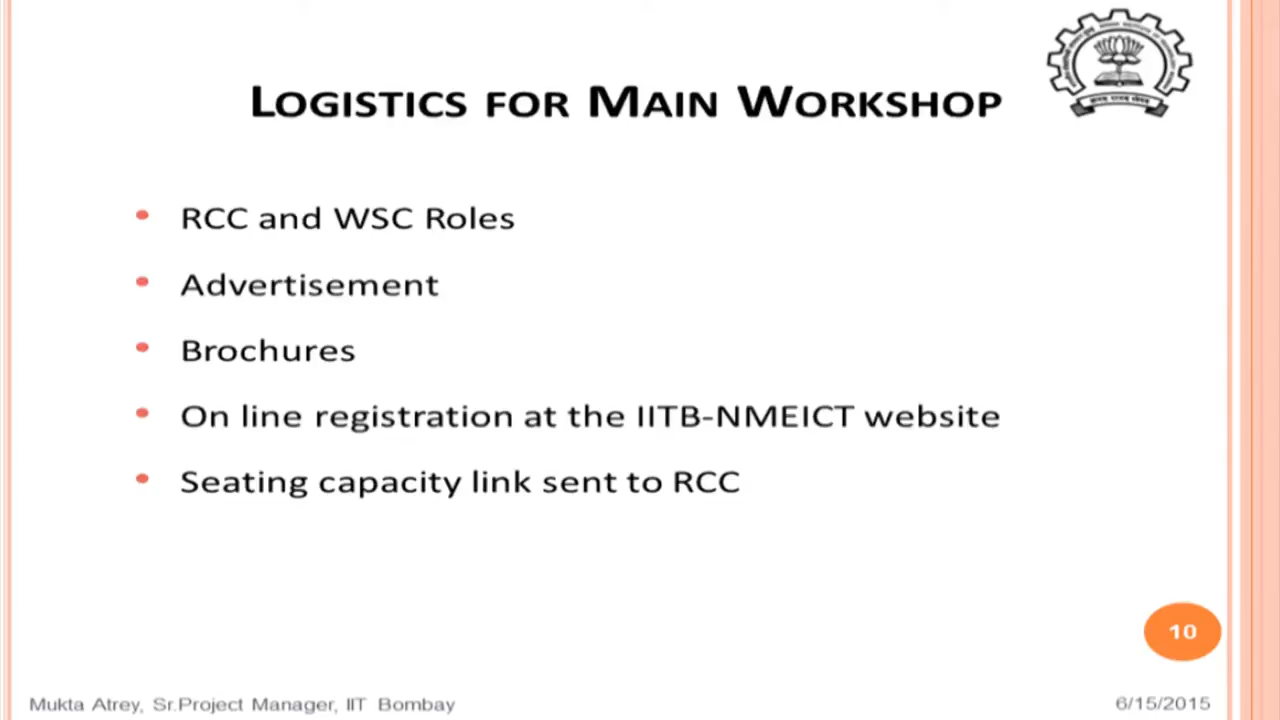 LOGISTICS FOR MAIN WORKSHOP
• RCC and WSC Roles
• Advertisement
• Brochures
• On line registration at the IITB-NMEICT website
• Seating capacity link sent to RCC
10
Mukta Atrey, Sr.Project Manager, IIT Bombay
6/15/2015